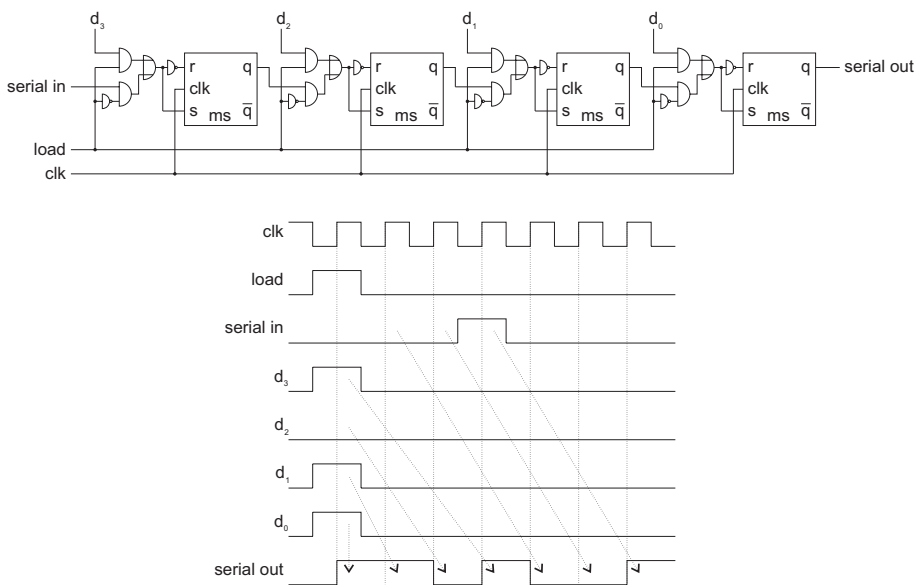 d₃ d₂ d₁ d₀
r q r q r q r q serial out
serial in clk clk clk clk
s ms q̅ s ms q̅ s ms q̅ s ms q̅
load
clk
clk
load
serial in
d₃
d₂
d₁
d₀
serial out